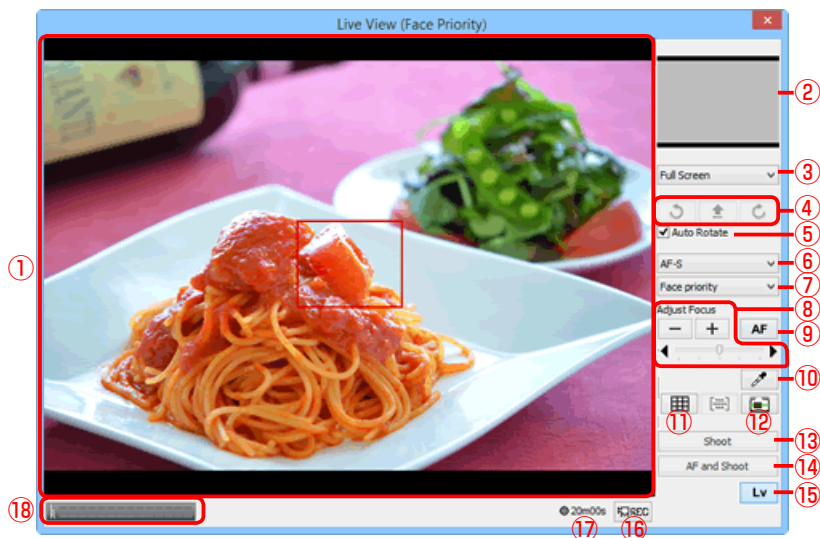 Live View (Face Priority)
①
②
Full Screen
③
④
Auto Rotate
⑤
AF-S
⑥
Face priority
⑦
Adjust Focus
⑧
AF
⑨
⑩
⑪
⑫
Shoot
⑬
AF and Shoot
⑭
Lv
⑮
⑱
20m00s
REC
⑰
⑯